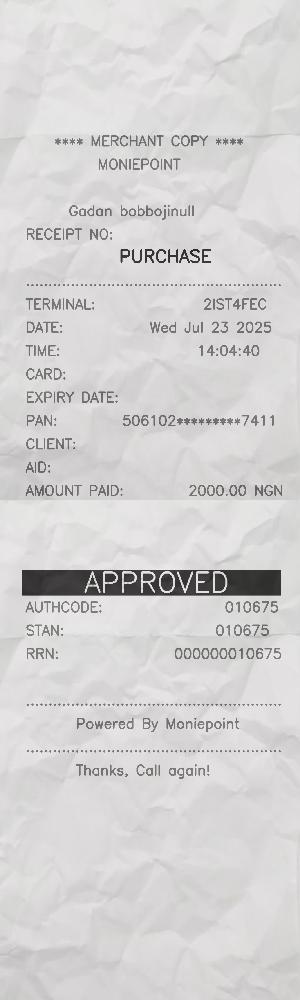 **** MERCHANT COPY ****
MONIEPOINT
Gadan bobbojinull
RECEIPT NO:
PURCHASE
TERMINAL: 2IST4FEC
DATE: Wed Jul 23 2025
TIME: 14:04:40
CARD:
EXPIRY DATE:
PAN: 506102*********7411
CLIENT:
AID:
AMOUNT PAID: 2000.00 NGN
APPROVED
AUTHCODE: 010675
STAN: 010675
RRN: 000000010675
Powered By Moniepoint
Thanks, Call again!